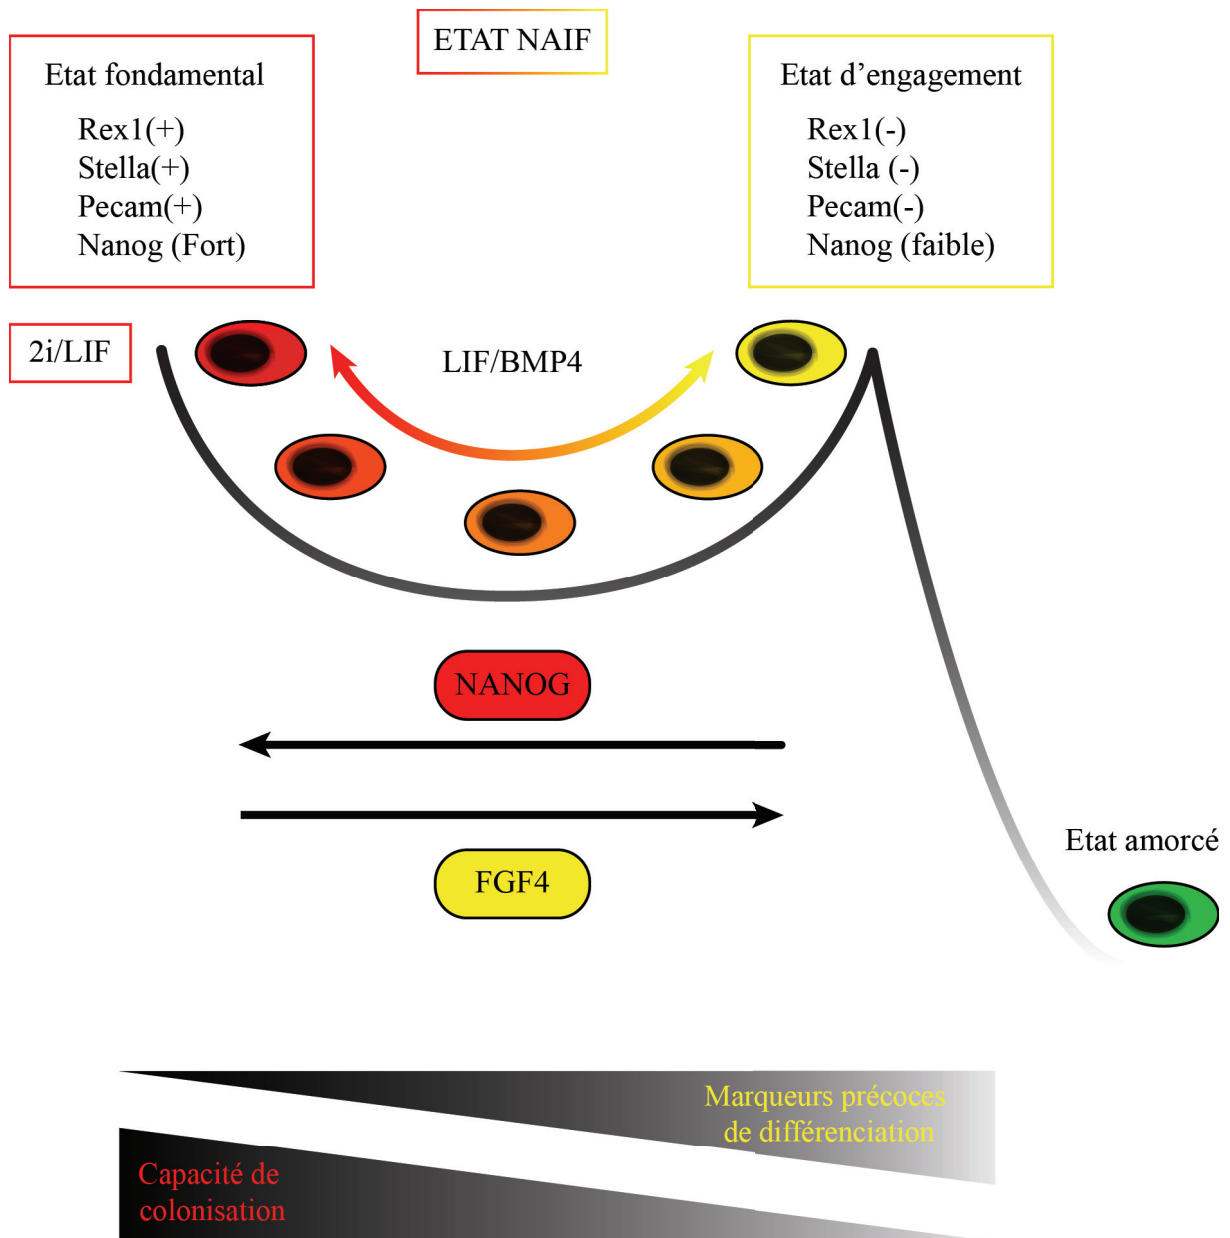 ETAT NAIF
Etat fondamental
Rex1(+)
Stella(+)
Pecam(+)
Nanog (Fort)
Etat d’engagement
Rex1(-)
Stella (-)
Pecam(-)
Nanog (faible)
2i/LIF
LIF/BMP4
NANOG
FGF4
Etat amorcé
Marqueurs précoces
de différenciation
Capacité de
colonisation